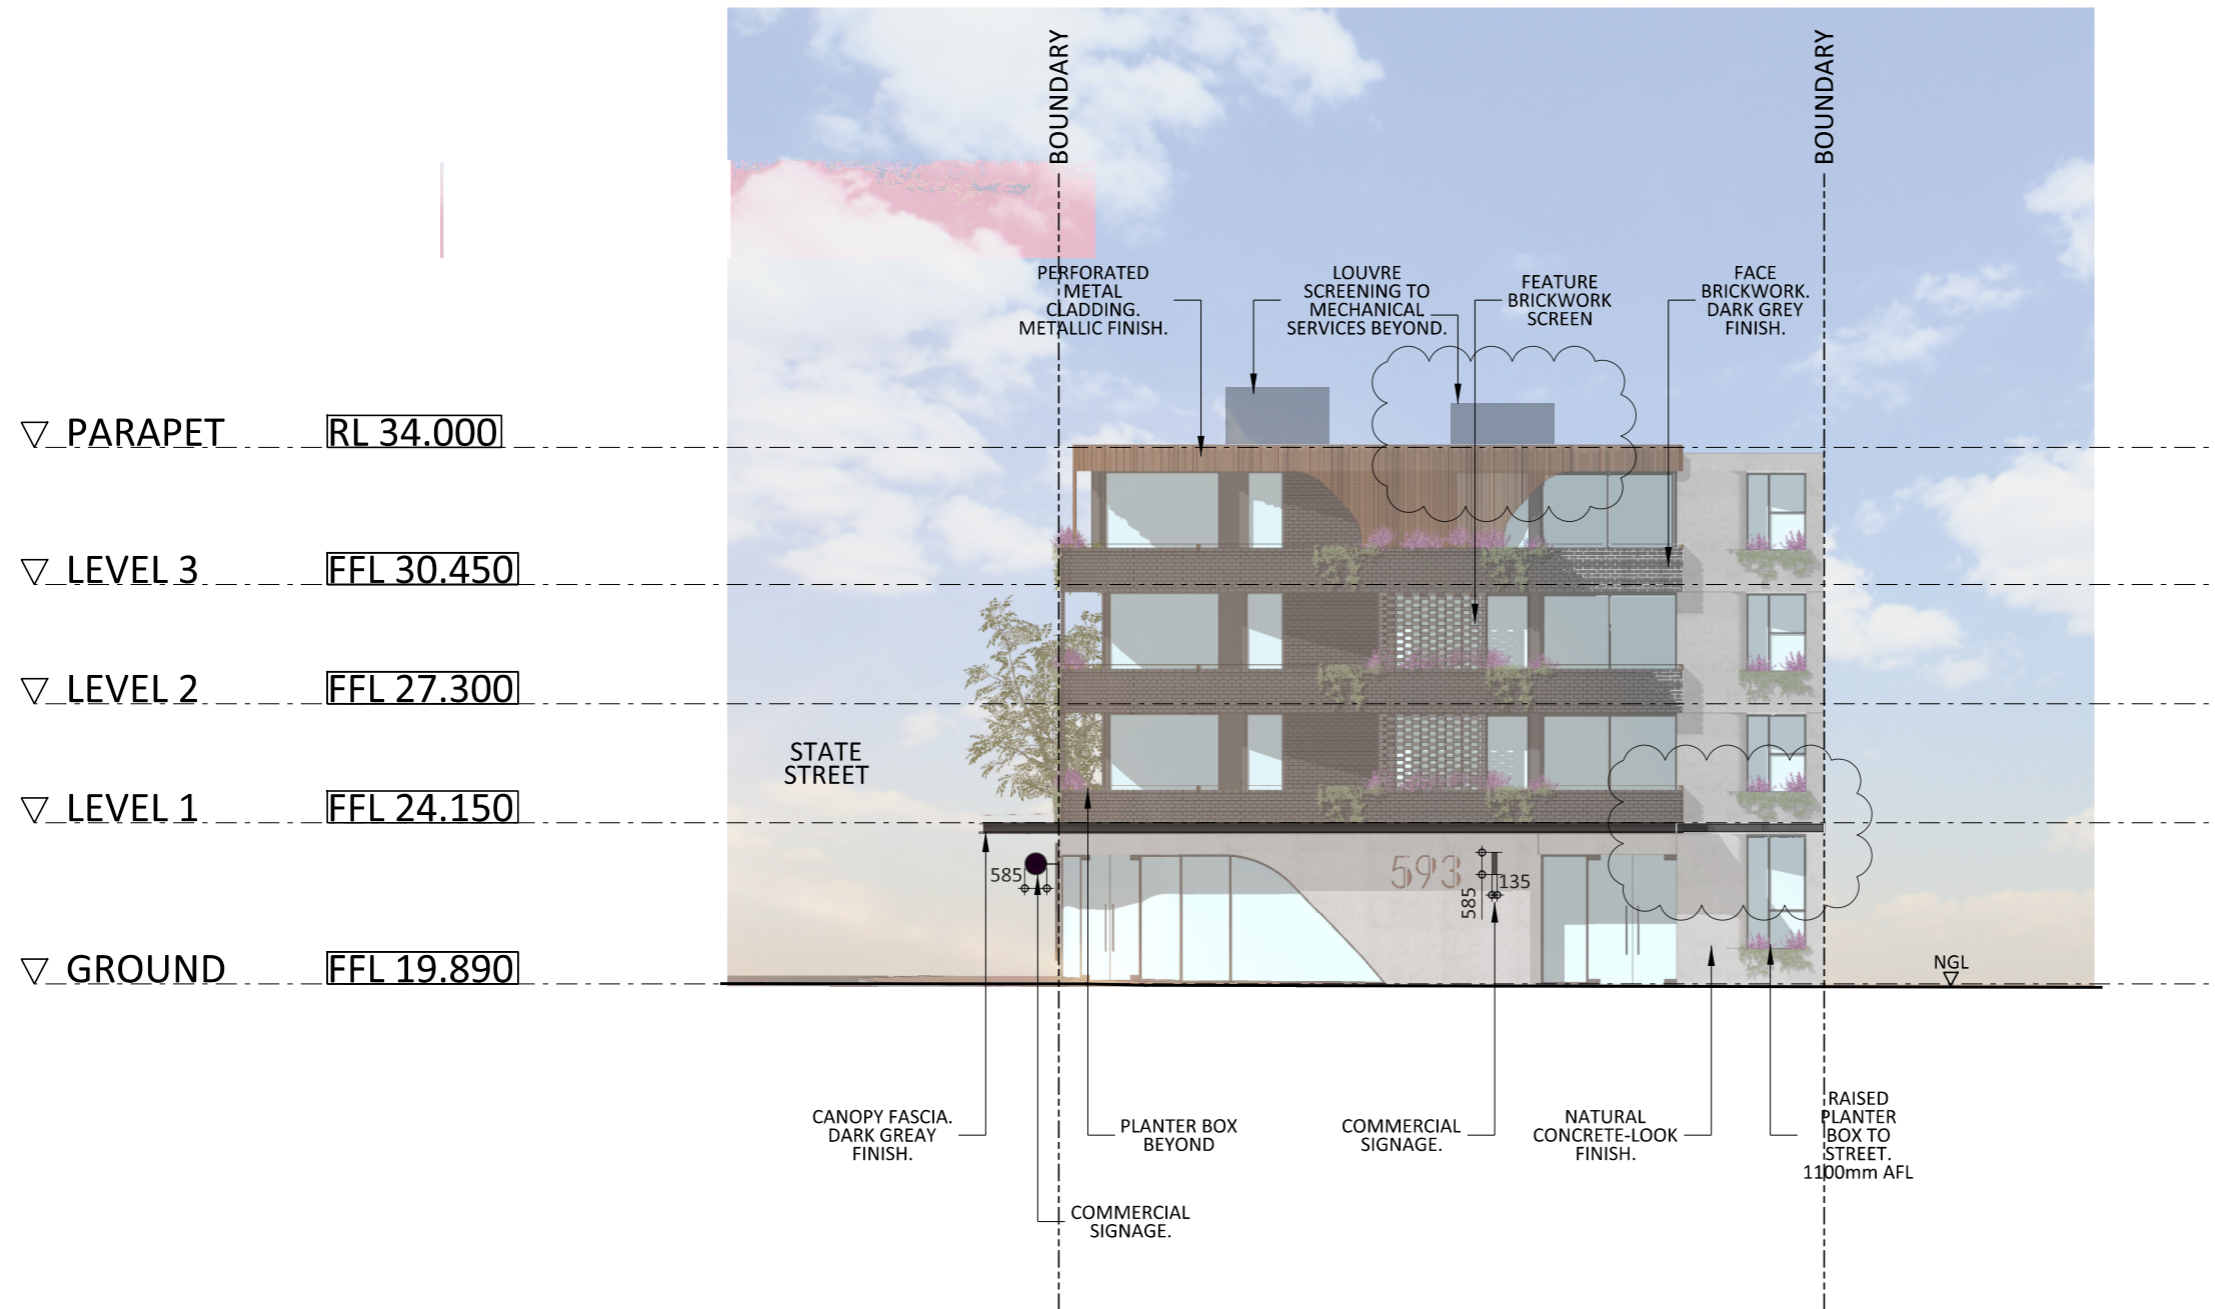 BOUNDARY
BOUNDARY
PERFORATED
METAL
CLADDING.
METALLIC FINISH.
LOUVRE
SCREENING TO
MECHANICAL
SERVICES BEYOND.
FEATURE
BRICKWORK
SCREEN
FACE
BRICKWORK.
DARK GREY
FINISH.
PARAPET RL 34.000
LEVEL 3 FFL 30.450
LEVEL 2 FFL 27.300
STATE
STREET
LEVEL 1 FFL 24.150
585
593
585
135
GROUND FFL 19.890
NGL
CANOPY FASCIA.
DARK GREAY
FINISH.
PLANTER BOX
BEYOND
COMMERCIAL
SIGNAGE.
NATURAL
CONCRETE-LOOK
FINISH.
RAISED
PLANTER
BOX TO
STREET.
1100mm AFL
COMMERCIAL
SIGNAGE.